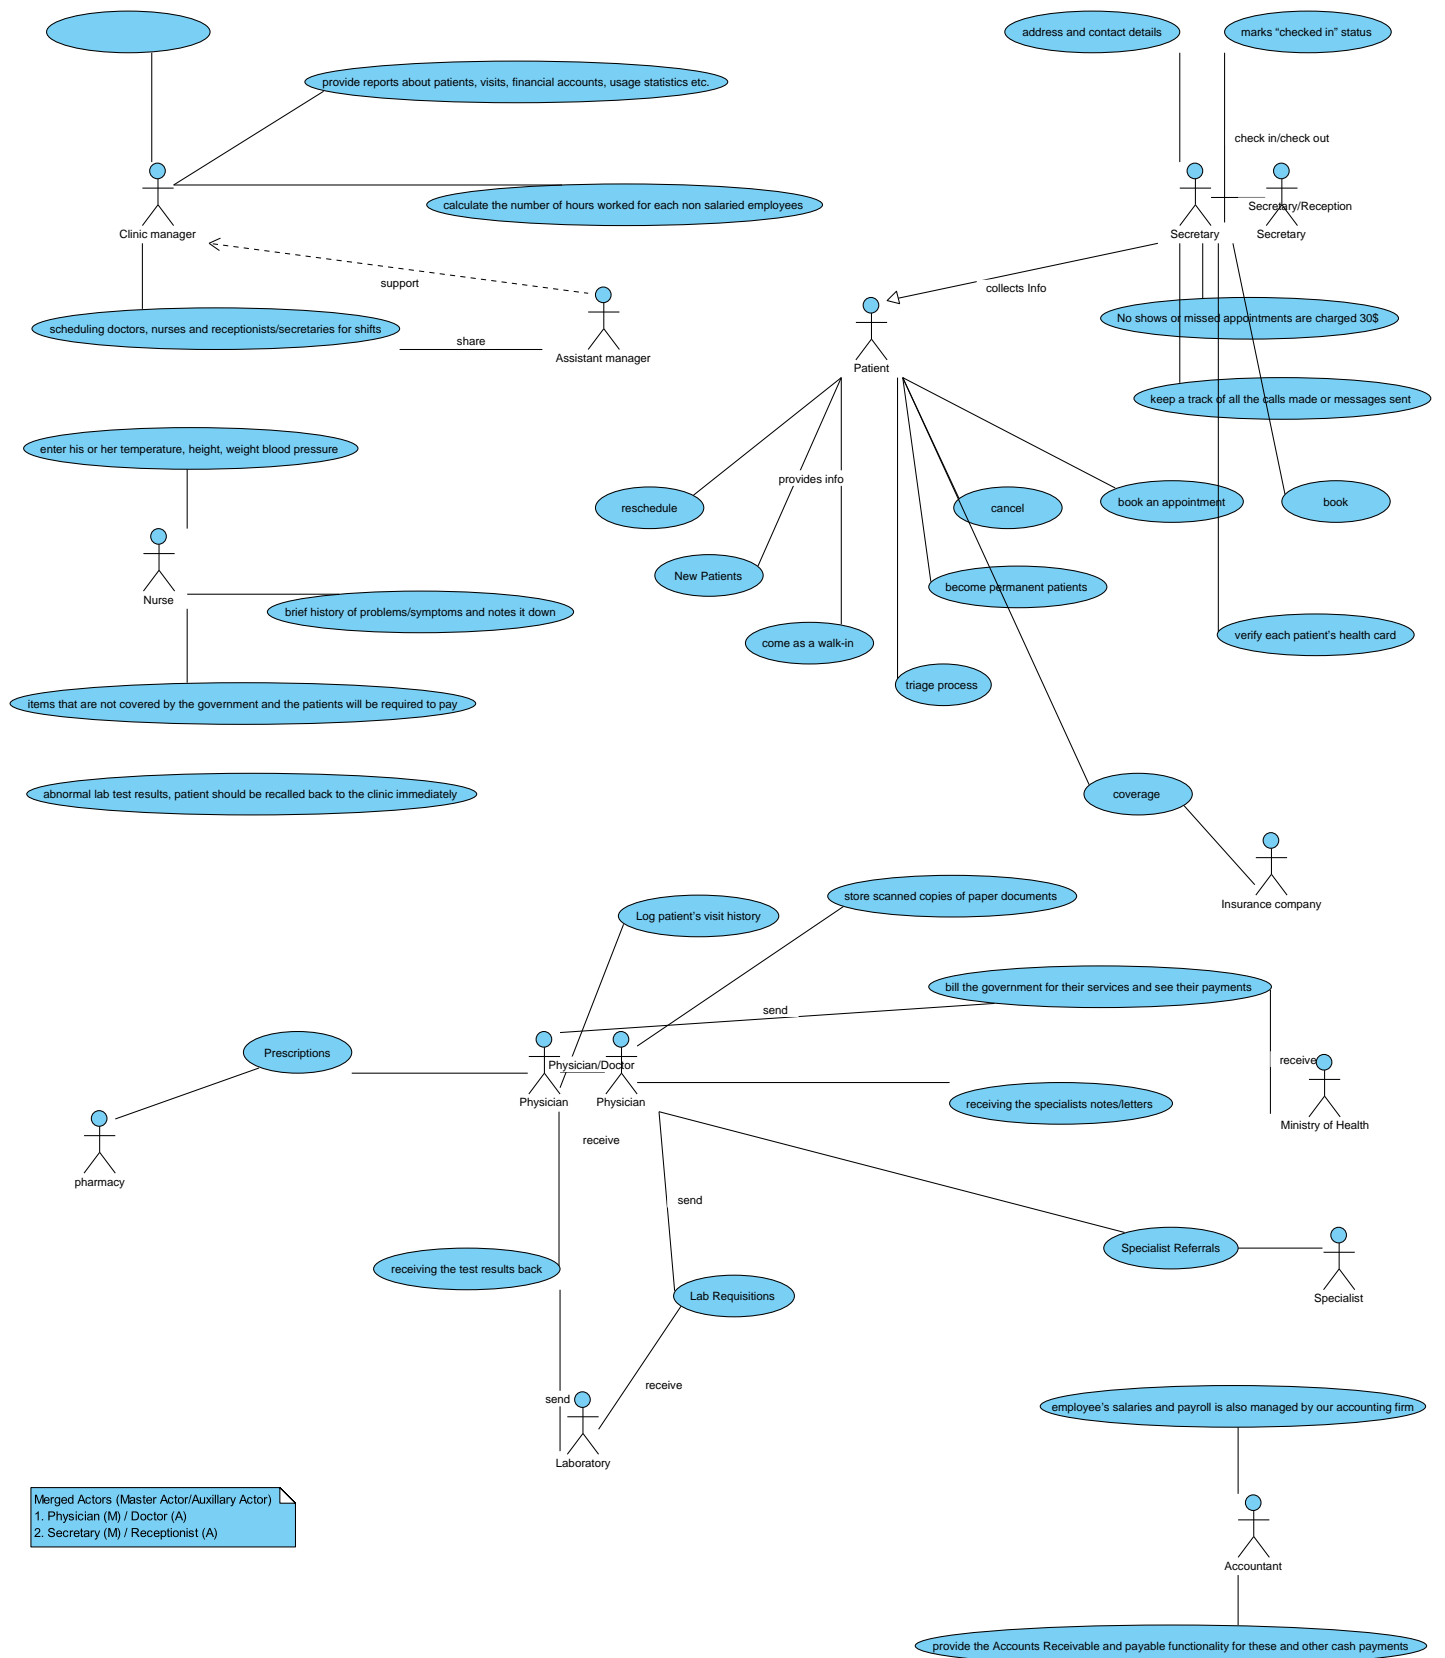 address and contact details
marks “checked in” status
provide reports about patients, visits, financial accounts, usage statistics etc.
check in/check out
calculate the number of hours worked for each non salaried employees
Secretary/Reception
Clinic manager
Secretary
Secretary
support
collects Info
No shows or missed appointments are charged 30$
scheduling doctors, nurses and receptionists/secretaries for shifts
share
Assistant manager
Patient
keep a track of all the calls made or messages sent
enter his or her temperature, height, weight blood pressure
provides info
reschedule
cancel
book an appointment
book
New Patients
become permanent patients
Nurse
brief history of problems/symptoms and notes it down
come as a walk-in
verify each patient's health card
triage process
items that are not covered by the government and the patients will be required to pay
abnormal lab test results, patient should be recalled back to the clinic immediately
coverage
Insurance company
store scanned copies of paper documents
Log patient’s visit history
bill the government for their services and see their payments
send
Prescriptions
Physician/Doctor
receive
Physician
Physician
receiving the specialists notes/letters
Ministry of Health
receive
pharmacy
send
Specialist Referrals
receiving the test results back
Lab Requisitions
Specialist
receive
send
employee’s salaries and payroll is also managed by our accounting firm
Laboratory
Merged Actors (Master Actor/Auxillary Actor)
1. Physician (M) / Doctor (A)
2. Secretary (M) / Receptionist (A)
Accountant
provide the Accounts Receivable and payable functionality for these and other cash payments